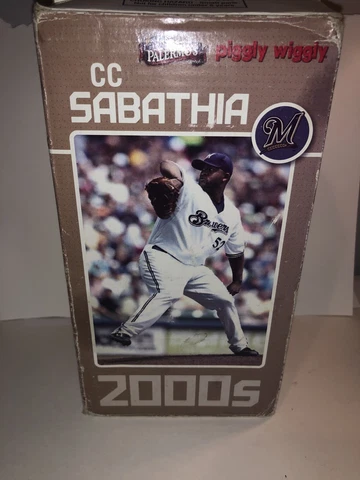 PALERMO'S piggly wiggly
CC
SABATHIA
M
Brewers
52
2000s